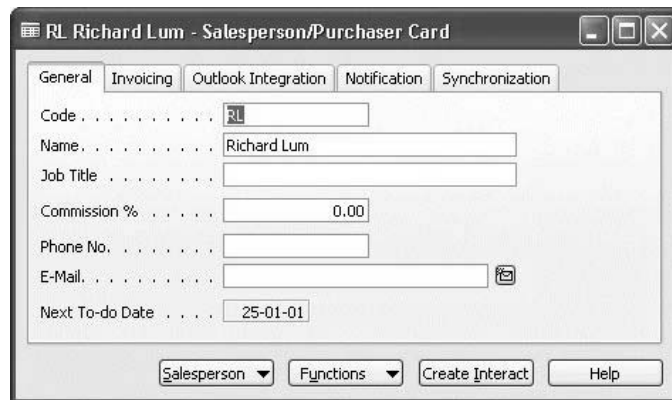 RL Richard Lum - Salesperson/Purchaser Card
General Invoicing Outlook Integration Notification Synchronization
Code . . . . . . . . . . RL
Name. . . . . . . . . . Richard Lum
Job Title . . . . . . . .
Commission % . . . . . 0.00
Phone No. . . . . . . .
E-Mail. . . . . . . . . .
Next To-do Date . . . . 25-01-01
Salesperson Functions Create Interact Help